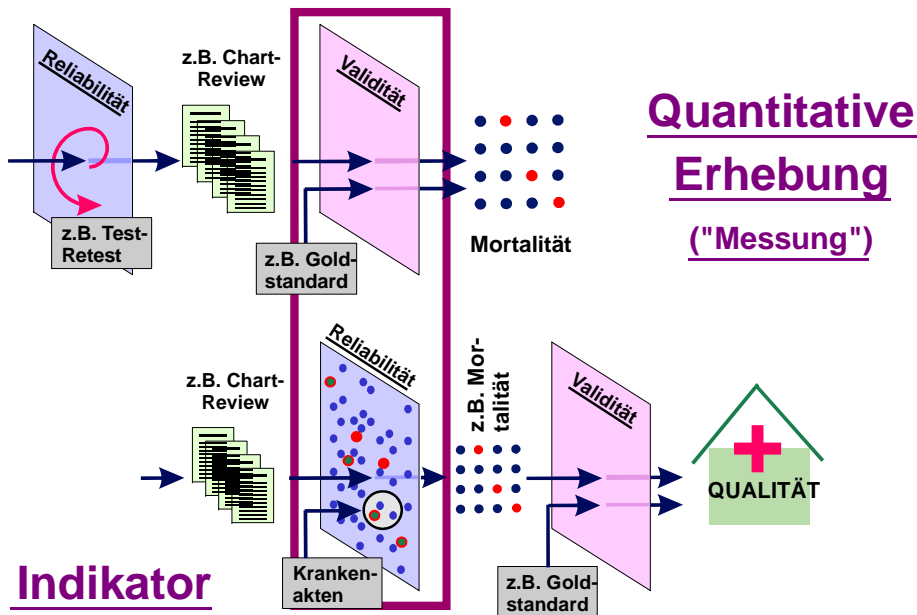 Reliabilität
z.B. Chart-
Review
Validität
z.B. Test-
Retest
z.B. Gold-
standard
Mortalität
Quantitative
Erhebung
("Messung")
z.B. Chart-
Review
Reliabilität
z.B. Mor-
talität
Validität
QUALITÄT
Kranken-
akten
z.B. Gold-
standard
Indikator